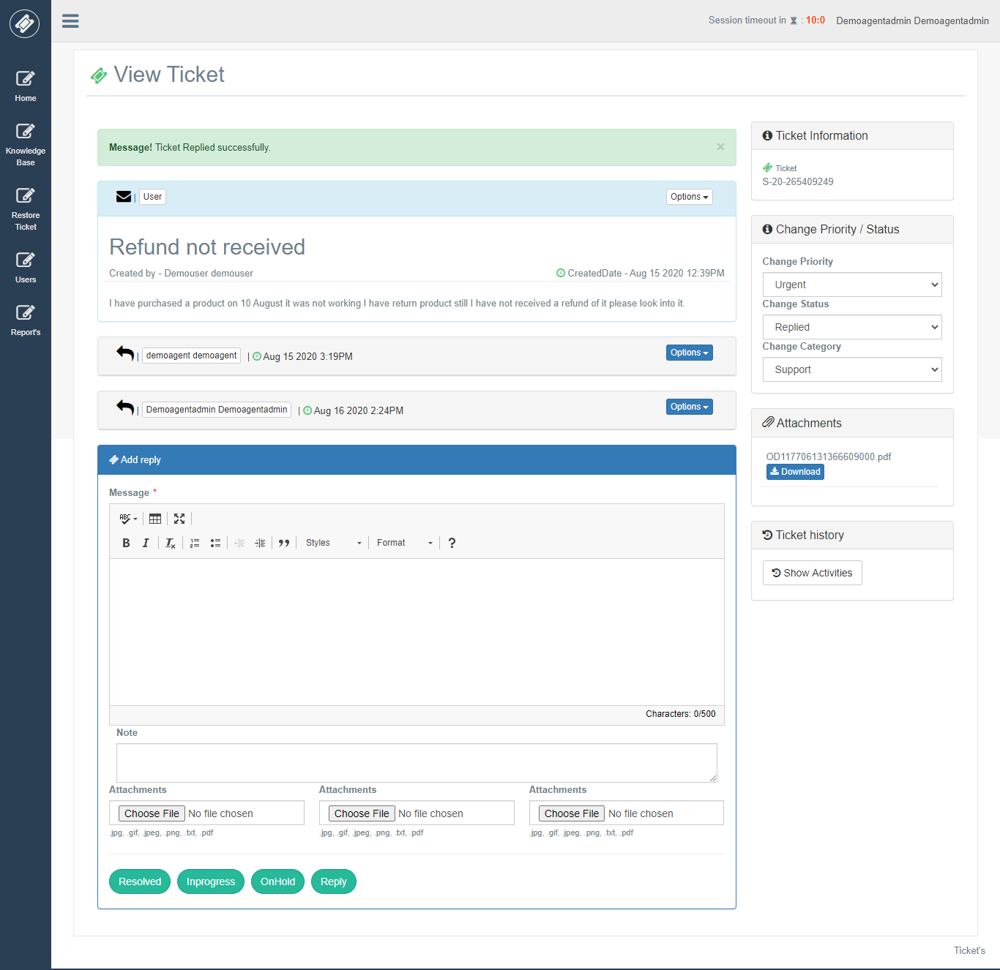 Session timeout in : 10:0 Demoagentadmin Demoagentadmin
Home
Knowledge
Base
Restore
Ticket
Users
Report's
View Ticket
Message! Ticket Replied successfully. ×
| User Options
Refund not received
Created by - Demouser demouser CreatedDate - Aug 15 2020 12:39PM
I have purchased a product on 10 August it was not working I have return product still I have not received a refund of it please look into it.
| demoagent demoagent | Aug 15 2020 3:19PM Options
| Demoagentadmin Demoagentadmin | Aug 16 2020 2:24PM Options
Add reply
Message *
ABC
B I Tx Styles Format ?
Characters: 0/500
Note
Attachments Attachments Attachments
Choose File No file chosen Choose File No file chosen Choose File No file chosen
.jpg, .gif, .jpeg, .png, .txt, .pdf .jpg, .gif, .jpeg, .png, .txt, .pdf .jpg, .gif, .jpeg, .png, .txt, .pdf
Resolved Inprogress OnHold Reply
Ticket Information
Ticket
S-20-265409249
Change Priority / Status
Change Priority
Urgent
Change Status
Replied
Change Category
Support
Attachments
OD117706131366609000.pdf
Download
Ticket history
Show Activities
Ticket's